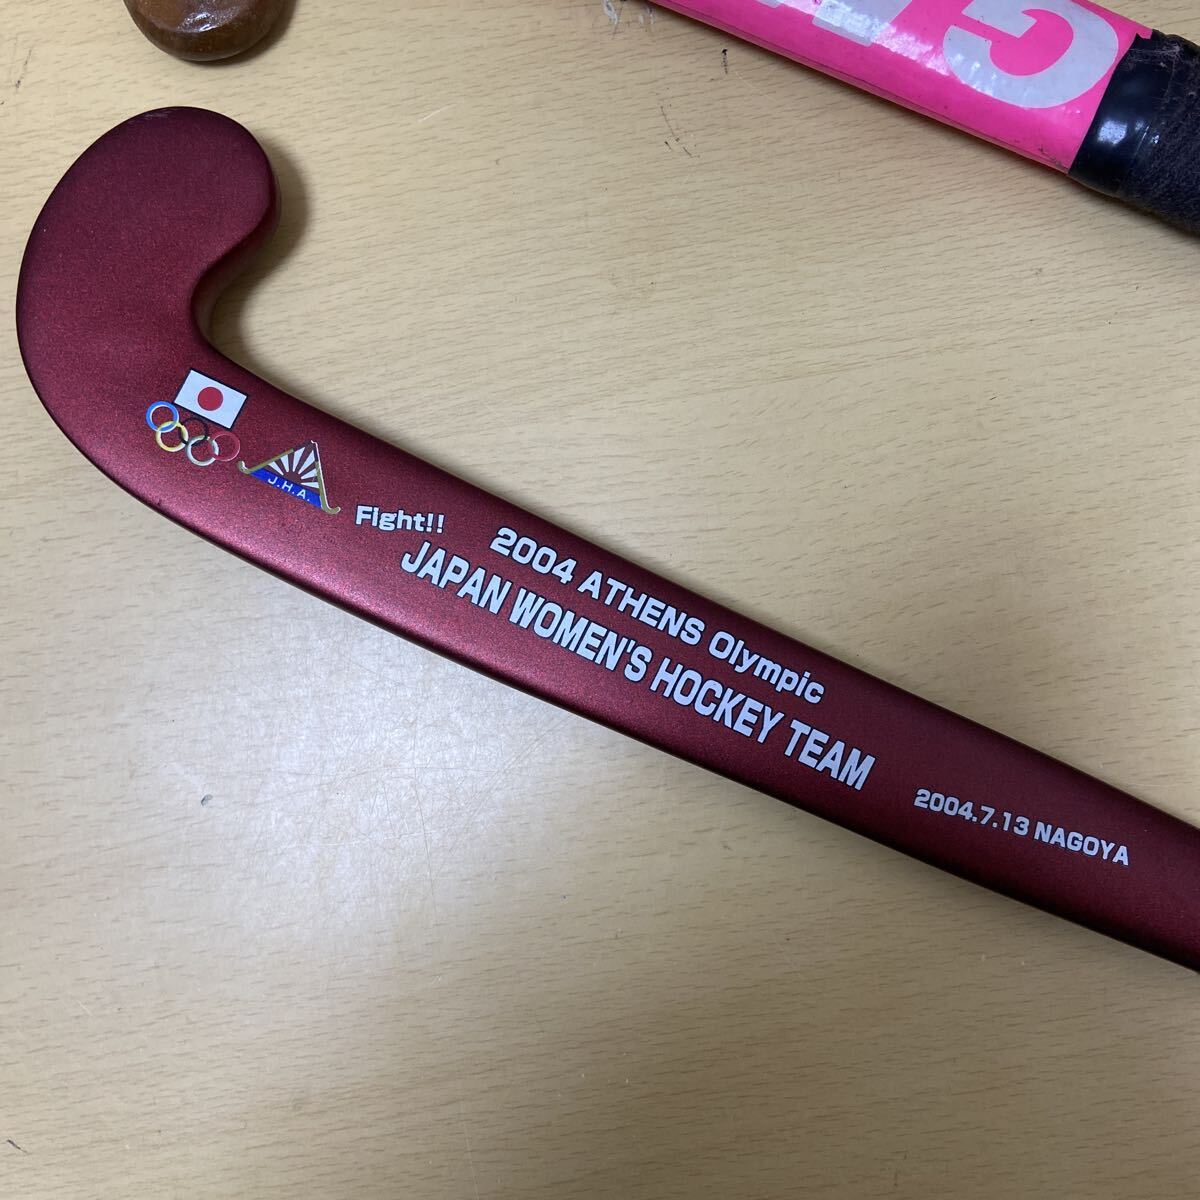 J.H.A.
Fight!!
2004 ATHENS Olympic
JAPAN WOMEN'S HOCKEY TEAM
2004.7.13 NAGOYA